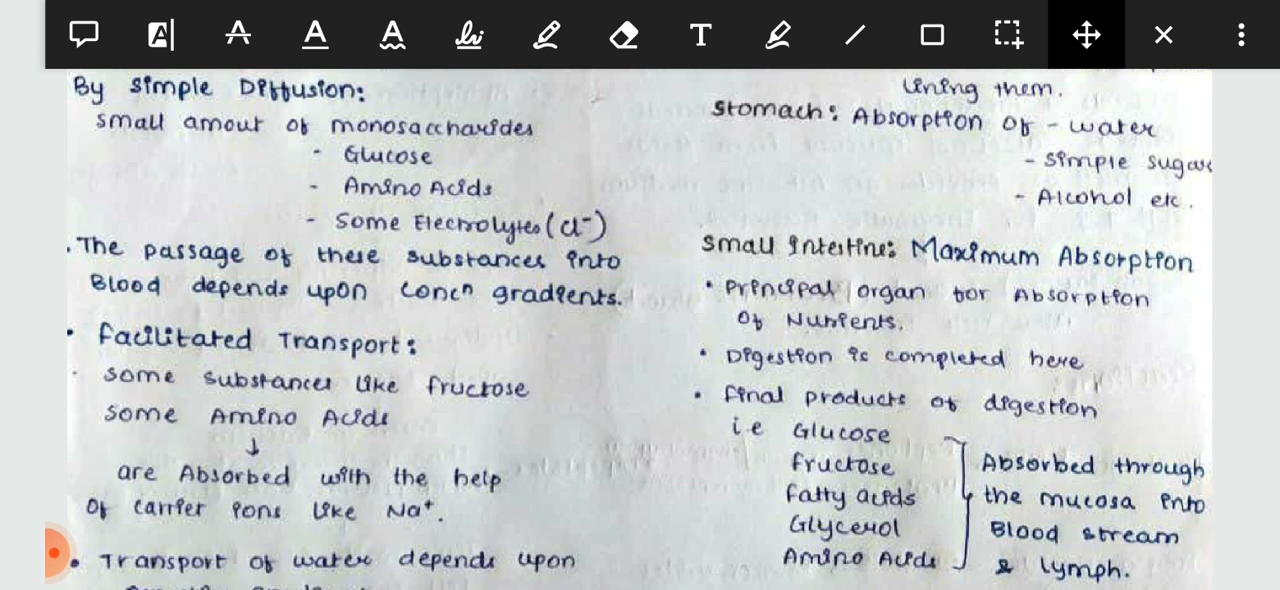 By Simple Diffusion:
small amout of monosaccharides
- Glucose
- Amino Acids
- Some Electrolytes (Cl⁻)
. The passage of these substances into
Blood depends upon Concⁿ gradients.
• Facilitated Transport:
Some substances like fructose
Some Amino Acids
↓
are Absorbed with the help
Of carrier ions like Na⁺.
• Transport of water depends upon
lining them.
Stomach: Absorption Of - water
- Simple sugars
- Alcohol etc.
Small Intestine: Maximum Absorption
• Principal organ for Absorption
Of Nutrients.
• Digestion is completed here
• Final products of digestion
i.e Glucose
fructose
Fatty acids
Glycerol
Amino Acids
Absorbed through
the mucosa into
Blood stream
& lymph.